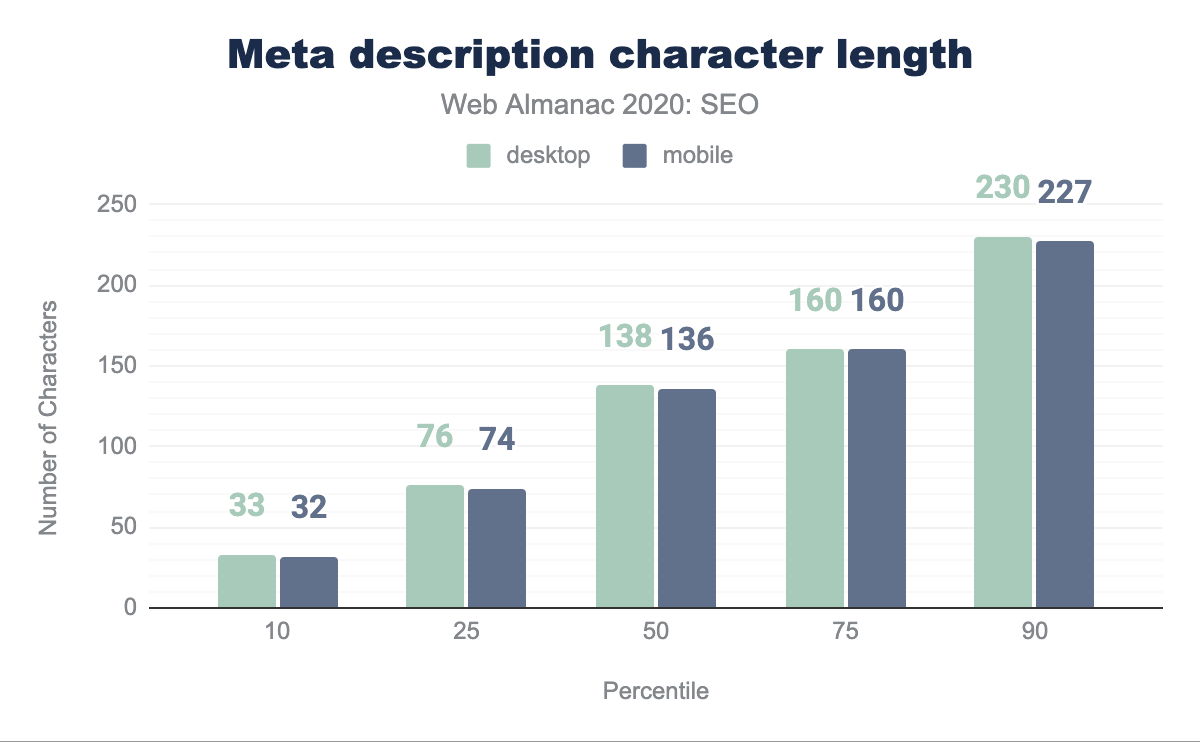 Meta description character length
Web Almanac 2020: SEO
desktop mobile
Number of Characters
250
200
150
100
50
0
33 32
76 74
138 136
160 160
230 227
10 25 50 75 90
Percentile